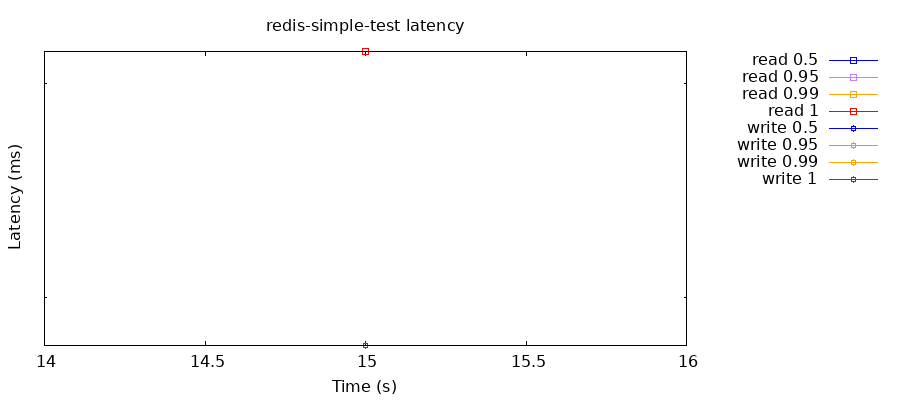 redis-simple-test latency
read 0.5
read 0.95
read 0.99
read 1
write 0.5
write 0.95
write 0.99
write 1
Latency (ms)
14 14.5 15 15.5 16
Time (s)